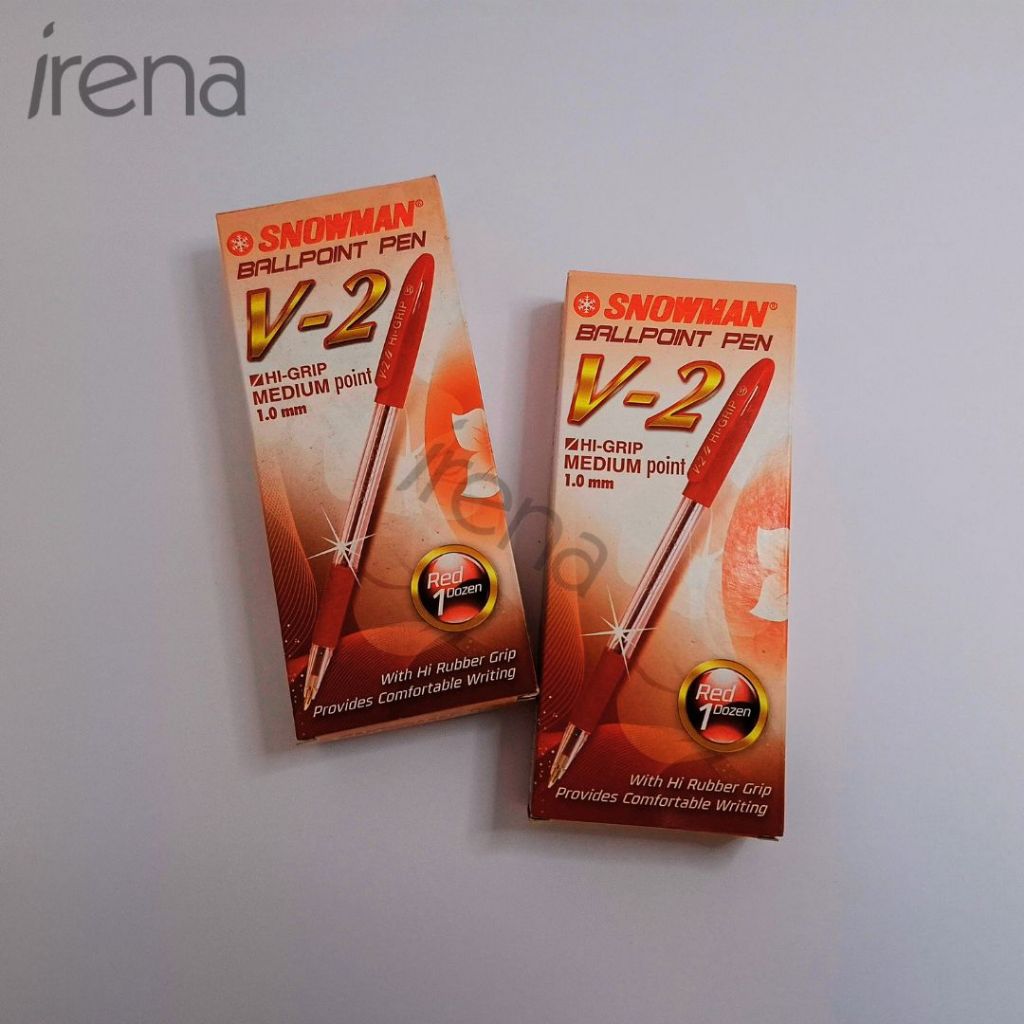 irena
SNOWMAN®
BALLPOINT PEN
V-2
HI-GRIP
MEDIUM point
1.0 mm
V-2 HI-GRIP
Red
1 Dozen
With Hi Rubber Grip
Provides Comfortable Writing
SNOWMAN®
BALLPOINT PEN
V-2
HI-GRIP
MEDIUM point
1.0 mm
V-2 HI-GRIP
Red
1 Dozen
With Hi Rubber Grip
Provides Comfortable Writing
irena